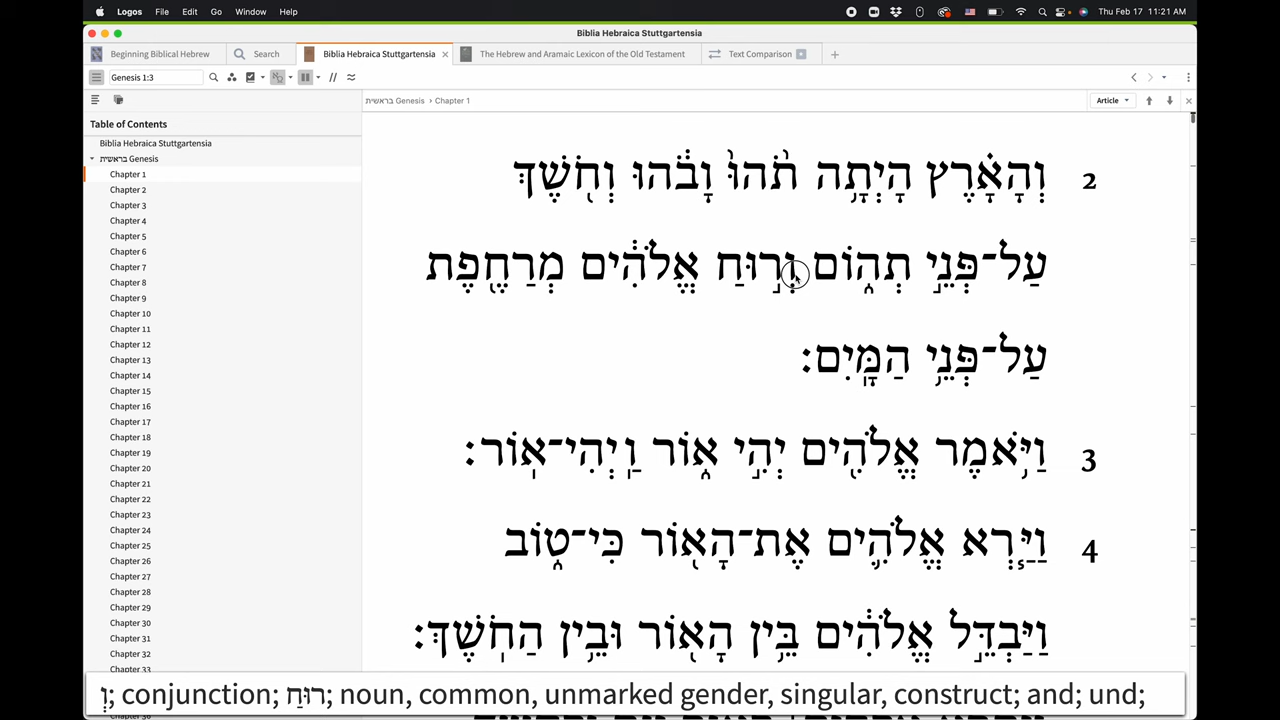 Logos File Edit Go Window Help Thu Feb 17 11:21 AM
Biblia Hebraica Stuttgartensia
Beginning Biblical Hebrew Search Biblia Hebraica Stuttgartensia The Hebrew and Aramaic Lexicon of the Old Testament Text Comparison
Genesis 1:3
בראשית Genesis › Chapter 1 Article
Table of Contents
Biblia Hebraica Stuttgartensia
בראשית Genesis
Chapter 1
Chapter 2
Chapter 3
Chapter 4
Chapter 5
Chapter 6
Chapter 7
Chapter 8
Chapter 9
Chapter 10
Chapter 11
Chapter 12
Chapter 13
Chapter 14
Chapter 15
Chapter 16
Chapter 17
Chapter 18
Chapter 19
Chapter 20
Chapter 21
Chapter 22
Chapter 23
Chapter 24
Chapter 25
Chapter 26
Chapter 27
Chapter 28
Chapter 29
Chapter 30
Chapter 31
Chapter 32
Chapter 33
2 וְהָאָ֗רֶץ הָיְתָ֥ה תֹ֙הוּ֙ וָבֹ֔הוּ וְחֹ֖שֶׁךְ
עַל־פְּנֵ֣י תְה֑וֹם וְר֣וּחַ אֱלֹהִ֔ים מְרַחֶ֖פֶת
עַל־פְּנֵ֥י הַמָּֽיִם׃
3 וַיֹּ֥אמֶר אֱלֹהִ֖ים יְהִ֣י א֑וֹר וַֽיְהִי־אֽוֹר׃
4 וַיַּ֧רְא אֱלֹהִ֛ים אֶת־הָא֖וֹר כִּי־ט֑וֹב
וַיַּבְדֵּ֣ל אֱלֹהִ֔ים בֵּ֥ין הָא֖וֹר וּבֵ֥ין הַחֹֽשֶׁךְ׃
וְ; conjunction; רוּחַ; noun, common, unmarked gender, singular, construct; and; und;